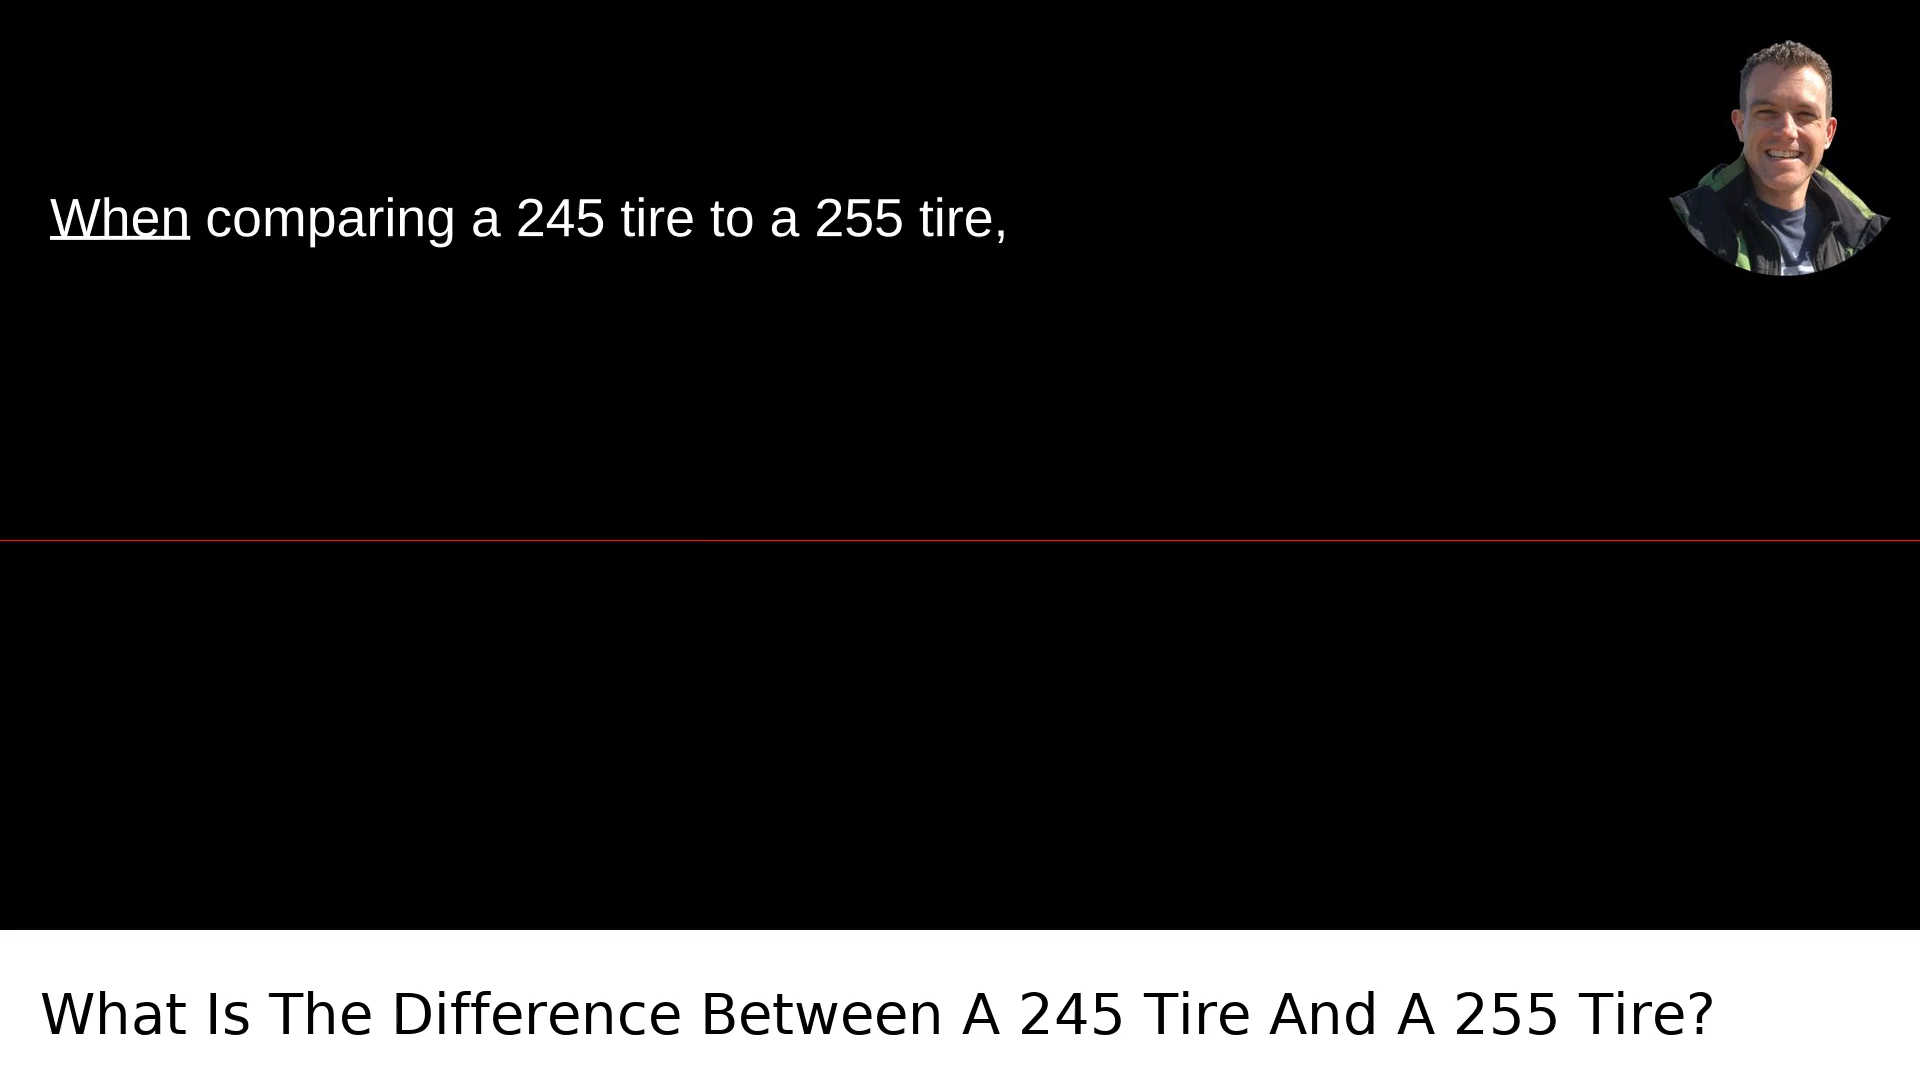 When comparing a 245 tire to a 255 tire,
What Is The Difference Between A 245 Tire And A 255 Tire?